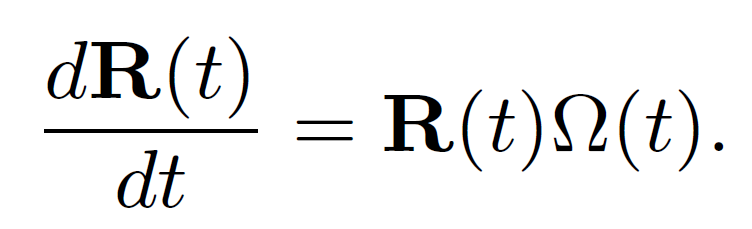 dR(t)/dt = R(t)Ω(t).